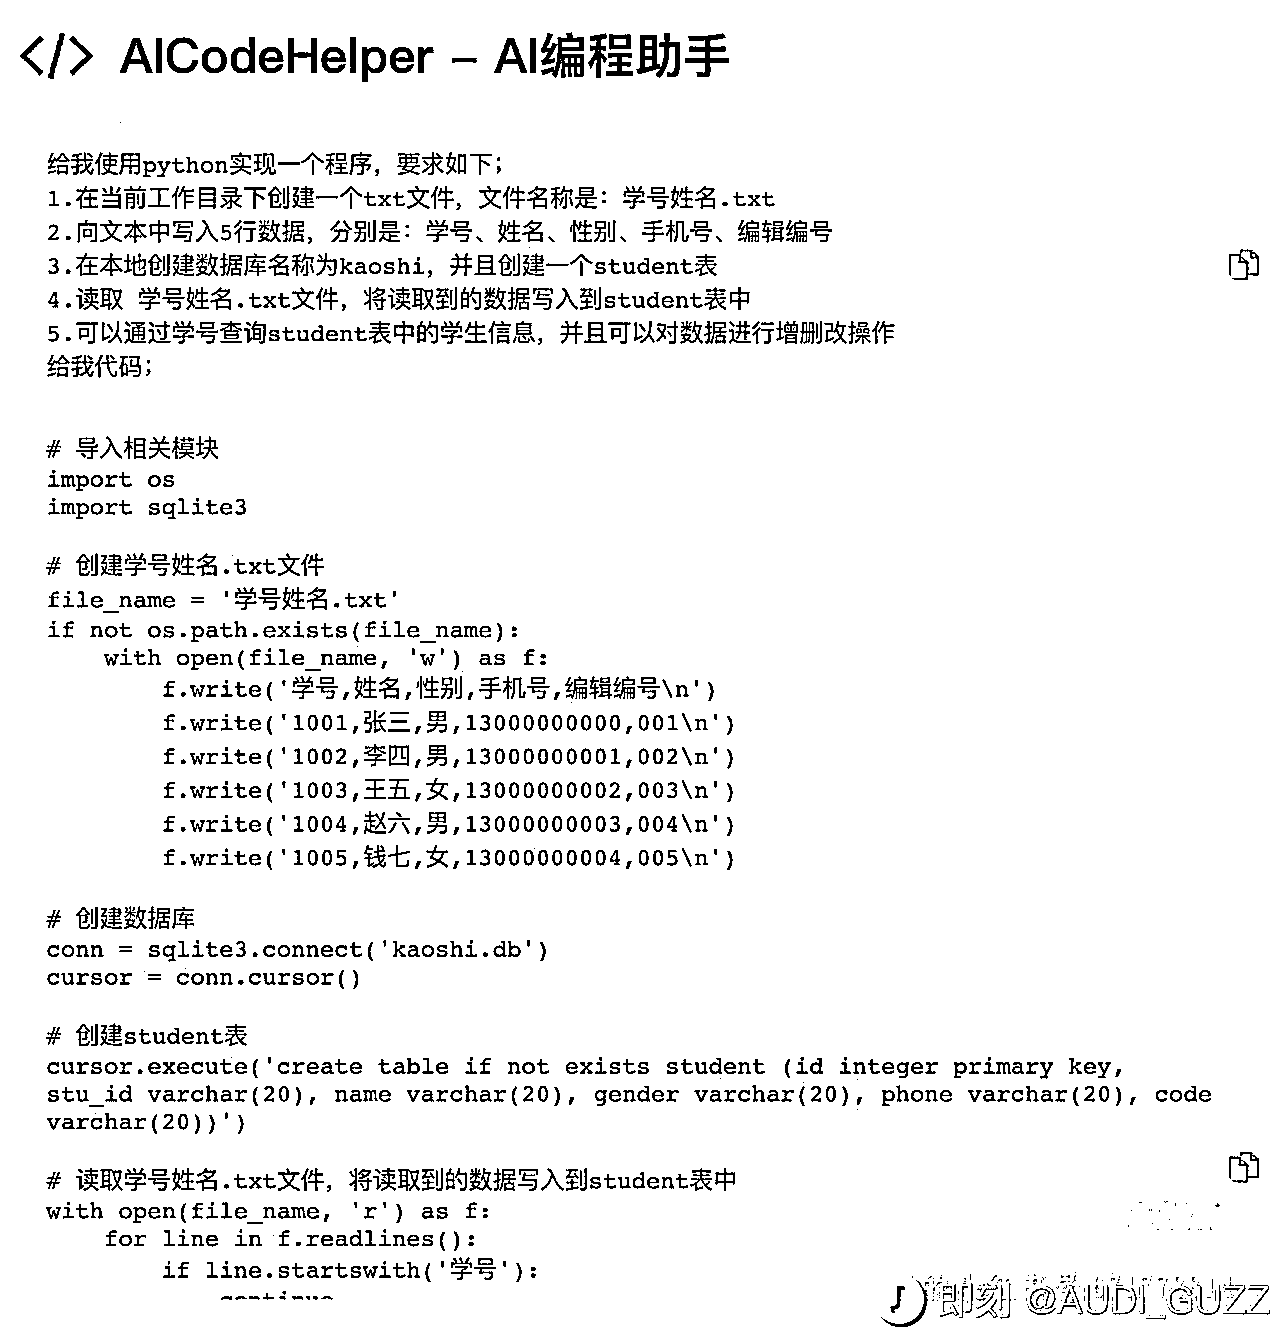 </> AICodeHelper – AI编程助手
给我使用python实现一个程序，要求如下；
1.在当前工作目录下创建一个txt文件，文件名称是：学号姓名.txt
2.向文本中写入5行数据，分别是：学号、姓名、性别、手机号、编辑编号
3.在本地创建数据库名称为kaoshi，并且创建一个student表
4.读取 学号姓名.txt文件，将读取到的数据写入到student表中
5.可以通过学号查询student表中的学生信息，并且可以对数据进行增删改操作
给我代码；
# 导入相关模块
import os
import sqlite3
# 创建学号姓名.txt文件
file_name = '学号姓名.txt'
if not os.path.exists(file_name):
    with open(file_name, 'w') as f:
        f.write('学号,姓名,性别,手机号,编辑编号\n')
        f.write('1001,张三,男,13000000000,001\n')
        f.write('1002,李四,男,13000000001,002\n')
        f.write('1003,王五,女,13000000002,003\n')
        f.write('1004,赵六,男,13000000003,004\n')
        f.write('1005,钱七,女,13000000004,005\n')
# 创建数据库
conn = sqlite3.connect('kaoshi.db')
cursor = conn.cursor()
# 创建student表
cursor.execute('create table if not exists student (id integer primary key,
stu_id varchar(20), name varchar(20), gender varchar(20), phone varchar(20), code
varchar(20))')
# 读取学号姓名.txt文件，将读取到的数据写入到student表中
with open(file_name, 'r') as f:
    for line in f.readlines():
        if line.startswith('学号'):
            continue
即刻 @AUDI_GUZZ